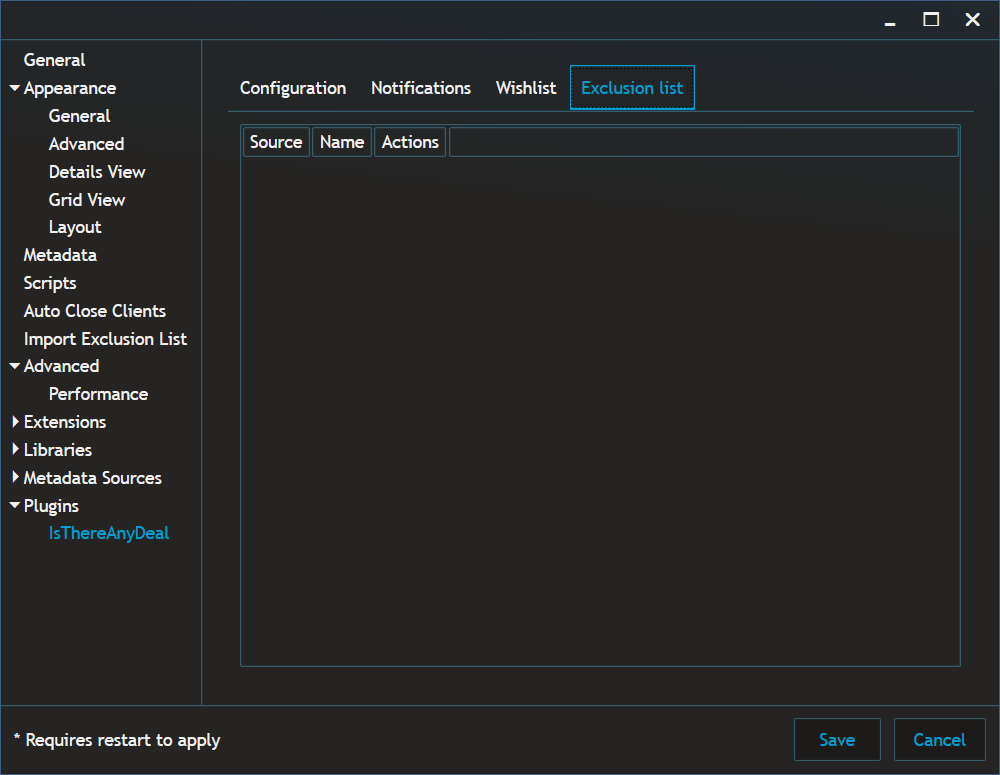 General
Appearance
General
Advanced
Details View
Grid View
Layout
Metadata
Scripts
Auto Close Clients
Import Exclusion List
Advanced
Performance
Extensions
Libraries
Metadata Sources
Plugins
IsThereAnyDeal
Configuration Notifications Wishlist Exclusion list
Source Name Actions
* Requires restart to apply
Save Cancel